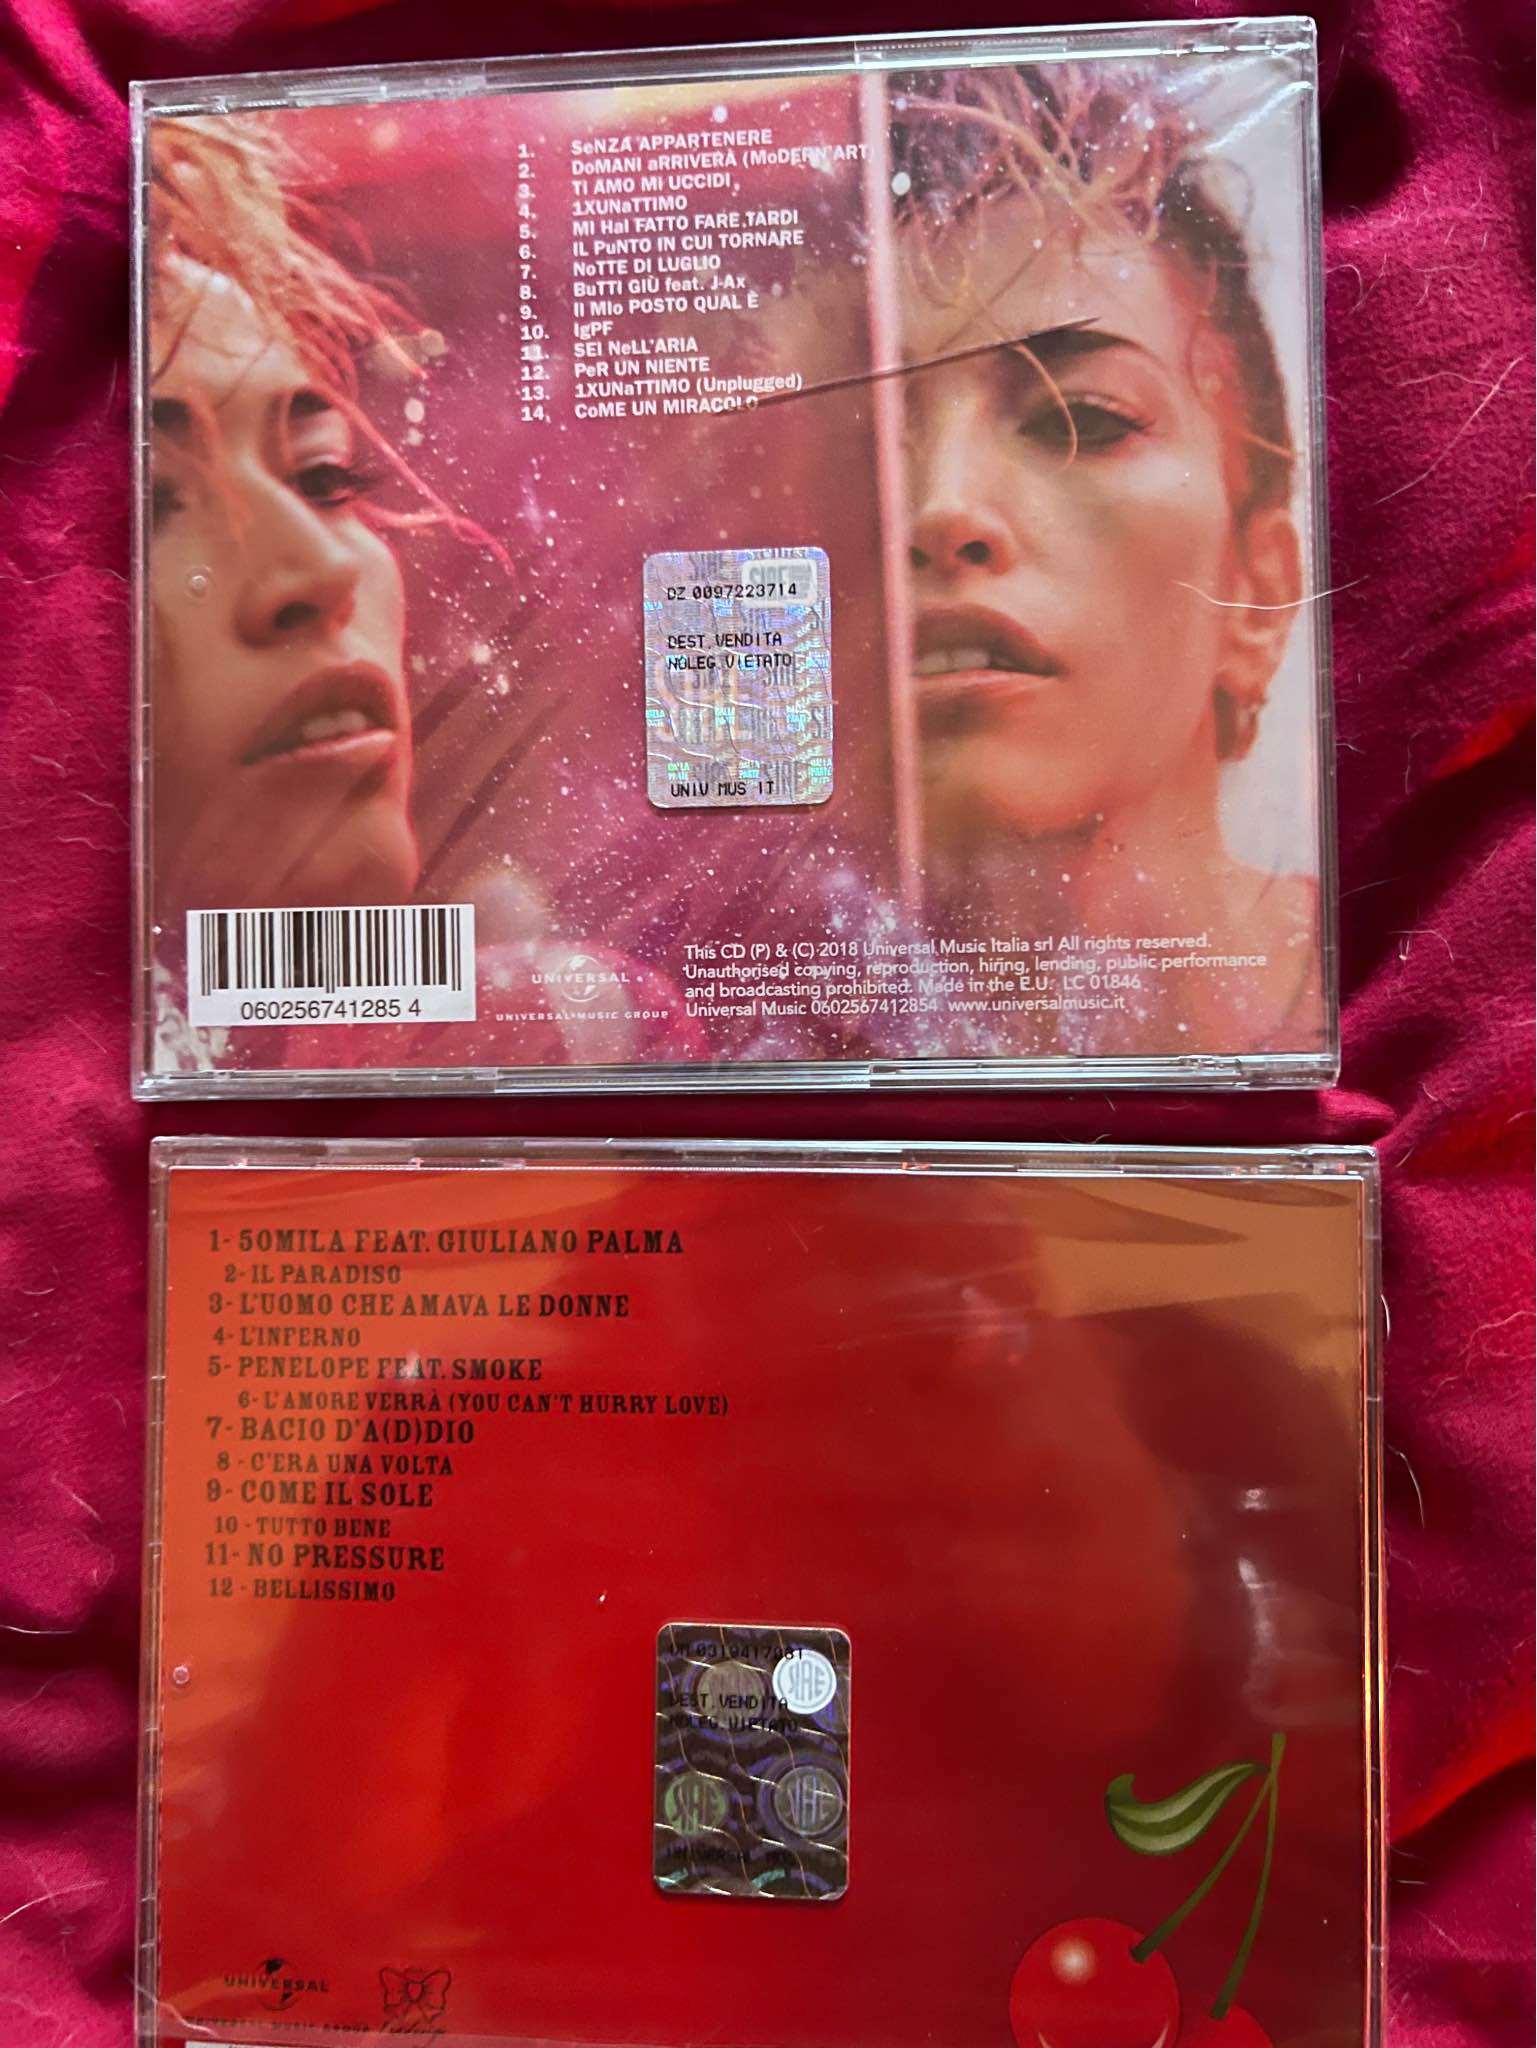 1. SeNZA APPARTENERE
2. DoMANI aRRIVERÀ (MoDERN ART)
3. TI AMO MI UCCIDI
4. 1XUNaTTIMO
5. MI HaI FATTO FARE TARDI
6. IL PuNTO IN CUI TORNARE
7. NoTTE DI LUGLIO
8. BuTTI GIÙ feat. J-Ax
9. Il MIo POSTO QUAL È
10. IgPF
11. SEI NeLL'ARIA
12. PeR UN NIENTE
13. 1XUNaTTIMO (Unplugged)
14. CoME UN MIRACOLO
DZ 0097223714
DEST.VENDITA
NOLEG.VIETATO
UNIV MUS IT
060256741285 4
UNIVERSAL
UNIVERSAL MUSIC GROUP
This CD (P) & (C) 2018 Universal Music Italia srl All rights reserved.
Unauthorised copying, reproduction, hiring, lending, public performance
and broadcasting prohibited. Made in the E.U. LC 01846
Universal Music 0602567412854 www.universalmusic.it
1- 50MILA FEAT. GIULIANO PALMA
2- IL PARADISO
3- L'UOMO CHE AMAVA LE DONNE
4- L'INFERNO
5- PENELOPE FEAT. SMOKE
6- L'AMORE VERRÀ (YOU CAN'T HURRY LOVE)
7- BACIO D'A(D)DIO
8 - C'ERA UNA VOLTA
9- COME IL SOLE
10 - TUTTO BENE
11- NO PRESSURE
12 - BELLISSIMO
DEST.VENDITA
NOLEG.VIETATO
UNIVERSAL
UNIVERSAL MUSIC GROUP